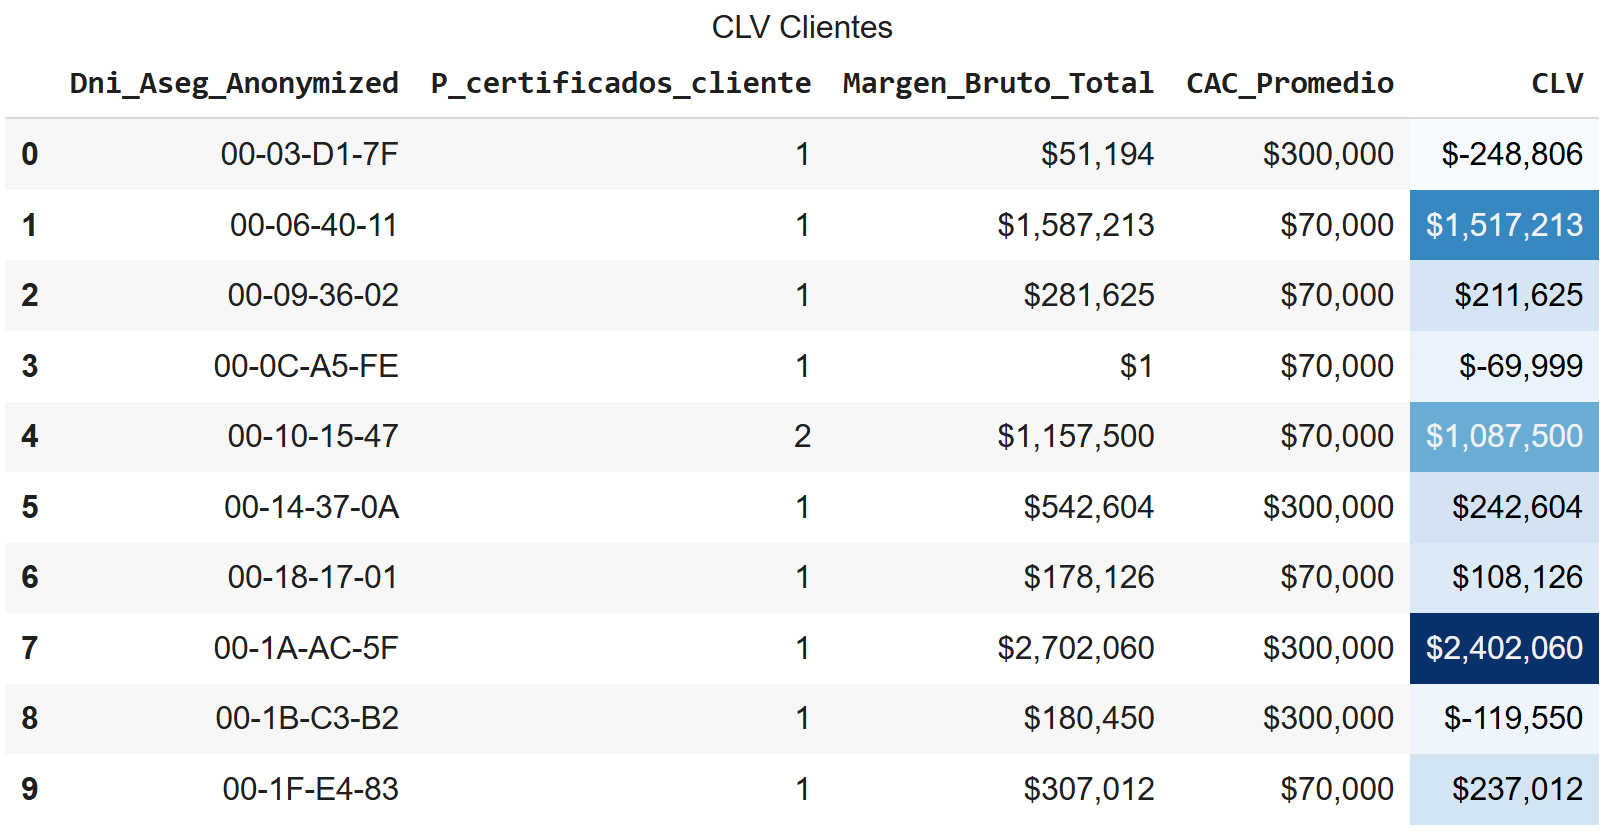 CLV Clientes
Dni_Aseg_Anonymized P_certificados_cliente Margen_Bruto_Total CAC_Promedio CLV
0 00-03-D1-7F 1 $51,194 $300,000 $-248,806
1 00-06-40-11 1 $1,587,213 $70,000 $1,517,213
2 00-09-36-02 1 $281,625 $70,000 $211,625
3 00-0C-A5-FE 1 $1 $70,000 $-69,999
4 00-10-15-47 2 $1,157,500 $70,000 $1,087,500
5 00-14-37-0A 1 $542,604 $300,000 $242,604
6 00-18-17-01 1 $178,126 $70,000 $108,126
7 00-1A-AC-5F 1 $2,702,060 $300,000 $2,402,060
8 00-1B-C3-B2 1 $180,450 $300,000 $-119,550
9 00-1F-E4-83 1 $307,012 $70,000 $237,012